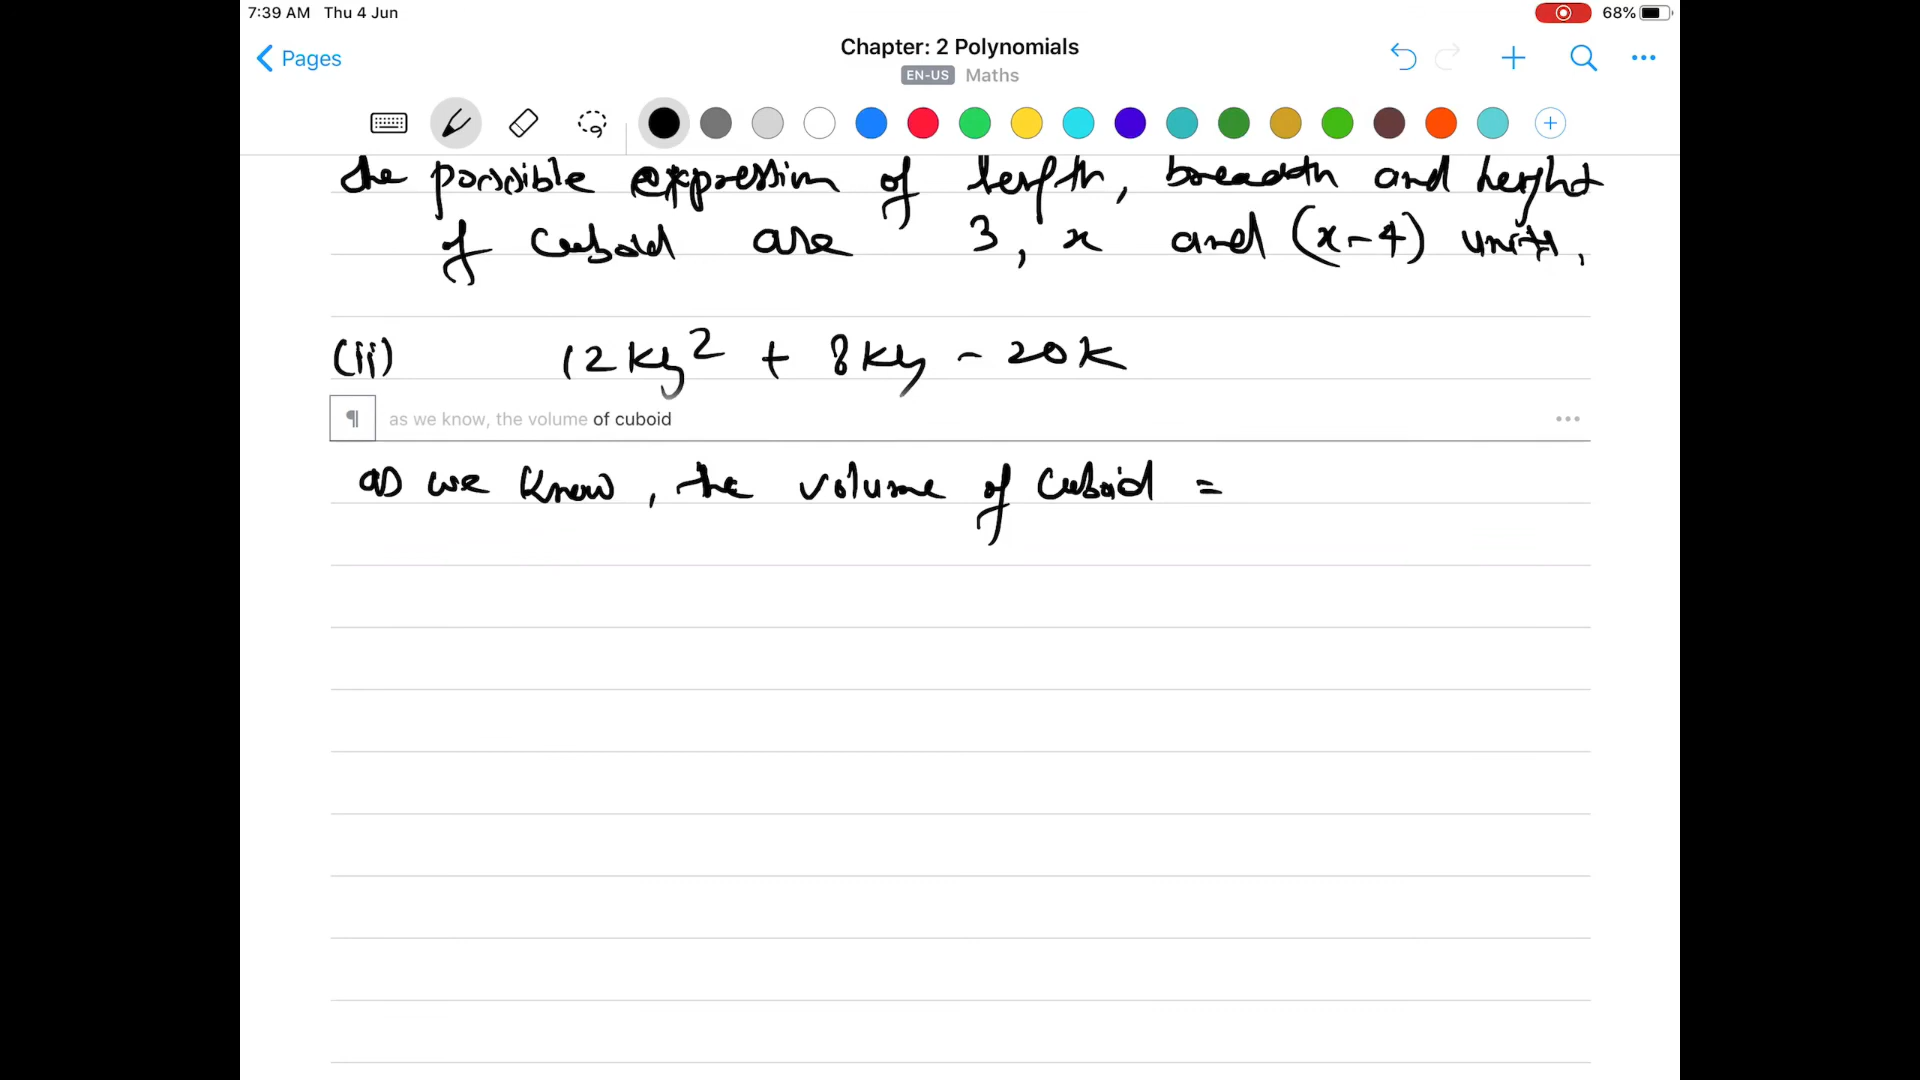 7:39 AM Thu 4 Jun 68%
Pages
Chapter: 2 Polynomials
EN-US Maths
the possible expression of length, breadth and height
of cuboid are 3, x and (x-4) units.
(ii) 12ky² + 8ky - 20k
¶ as we know, the volume of cuboid
as we know, the volume of cuboid =